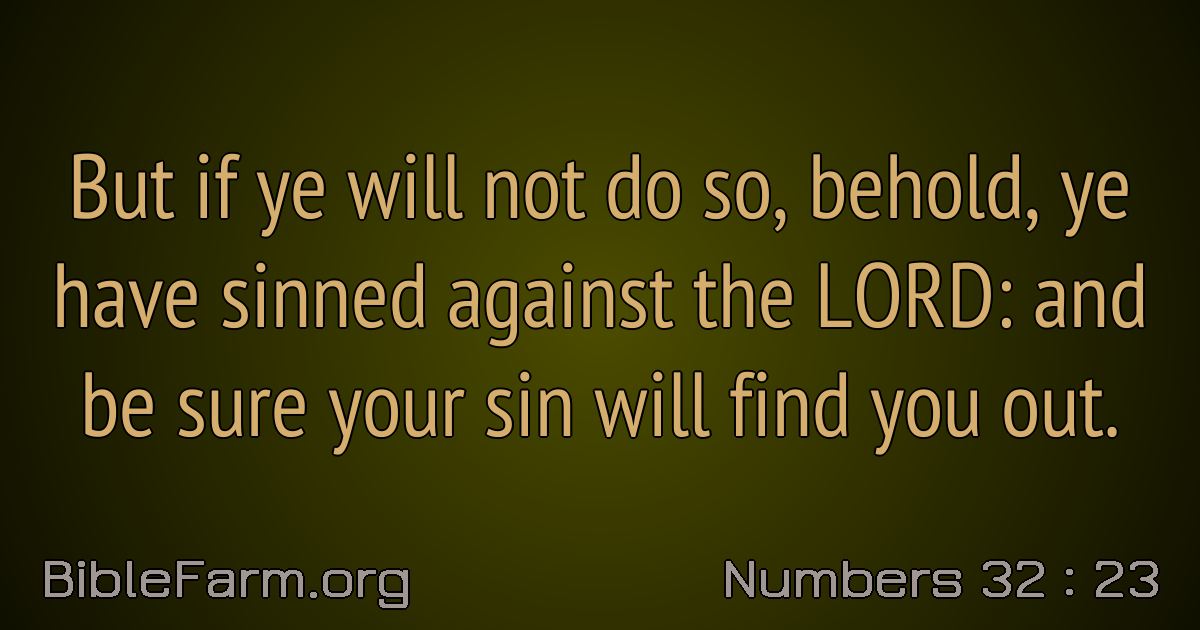 But if ye will not do so, behold, ye
have sinned against the LORD: and
be sure your sin will find you out.
BibleFarm.org
Numbers 32 : 23